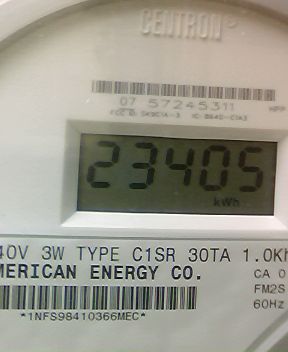 CENTRON®
07 57245311
23405
kWh
40V 3W TYPE C1SR 30TA 1.0Kh
MERICAN ENERGY CO.
CA 0
FM2S
60Hz
*1NFS98410366MEC*